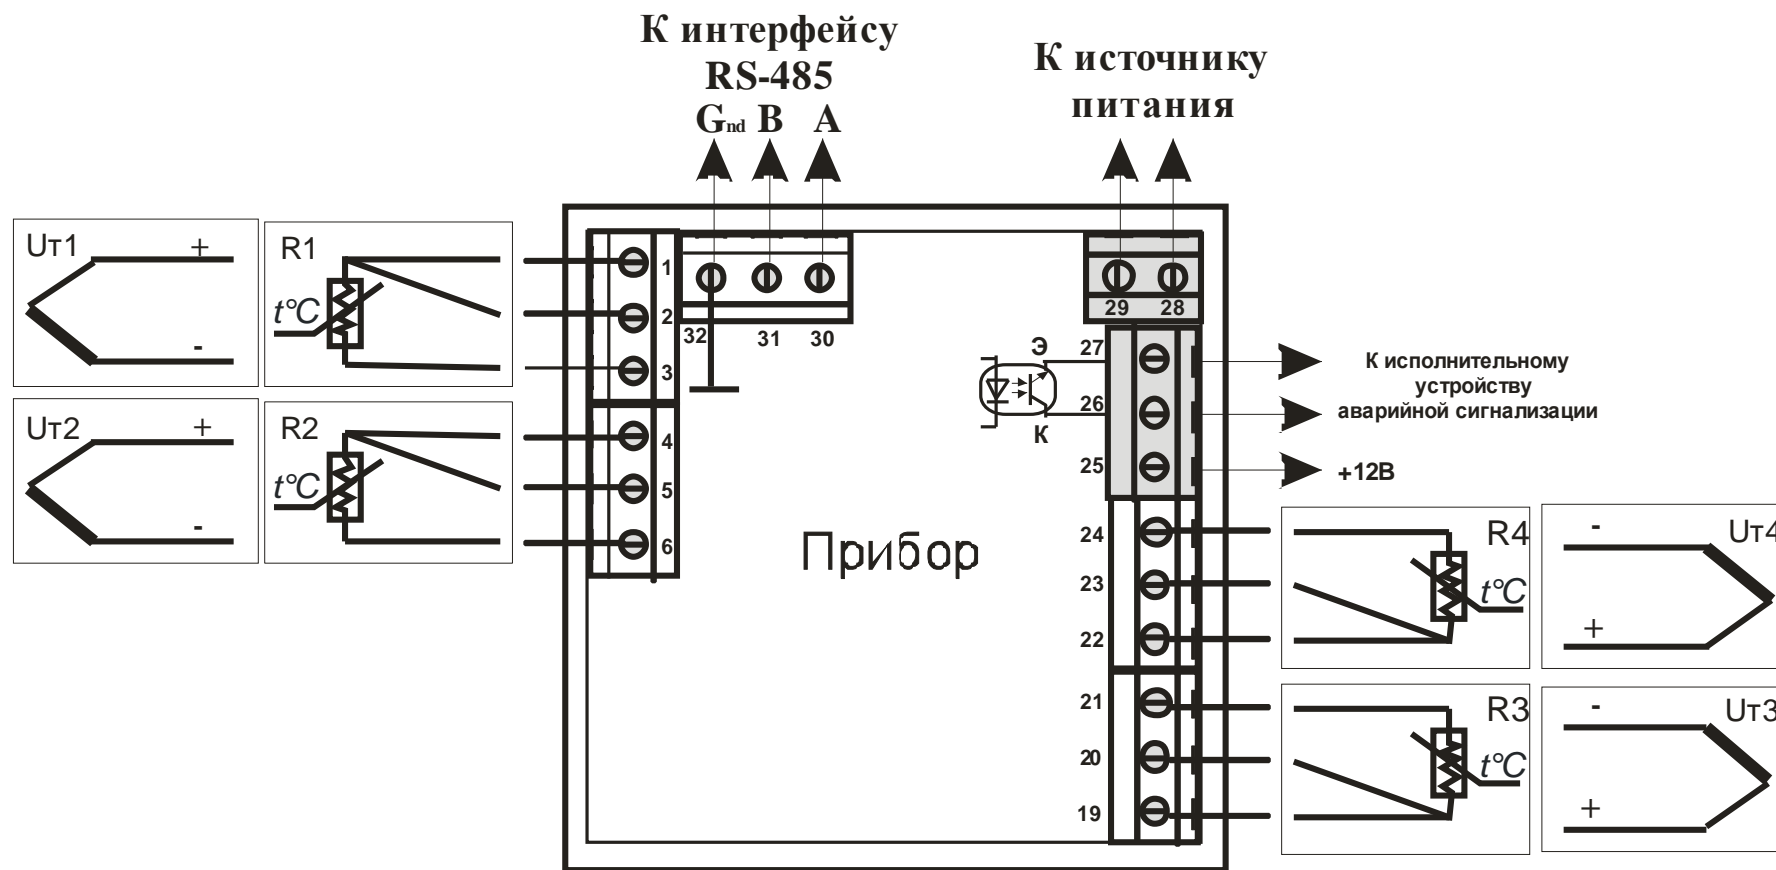 К интерфейсу
RS-485
Gnd B A
К источнику
питания
Uт1
+
-
R1
t°C
Uт2
+
-
R2
t°C
1
2
3
4
5
6
32
31
30
29
28
27
26
25
24
23
22
21
20
19
Э
К
Прибор
К исполнительному
устройству
аварийной сигнализации
+12В
R4
t°C
-
+
Uт4
R3
t°C
-
+
Uт3